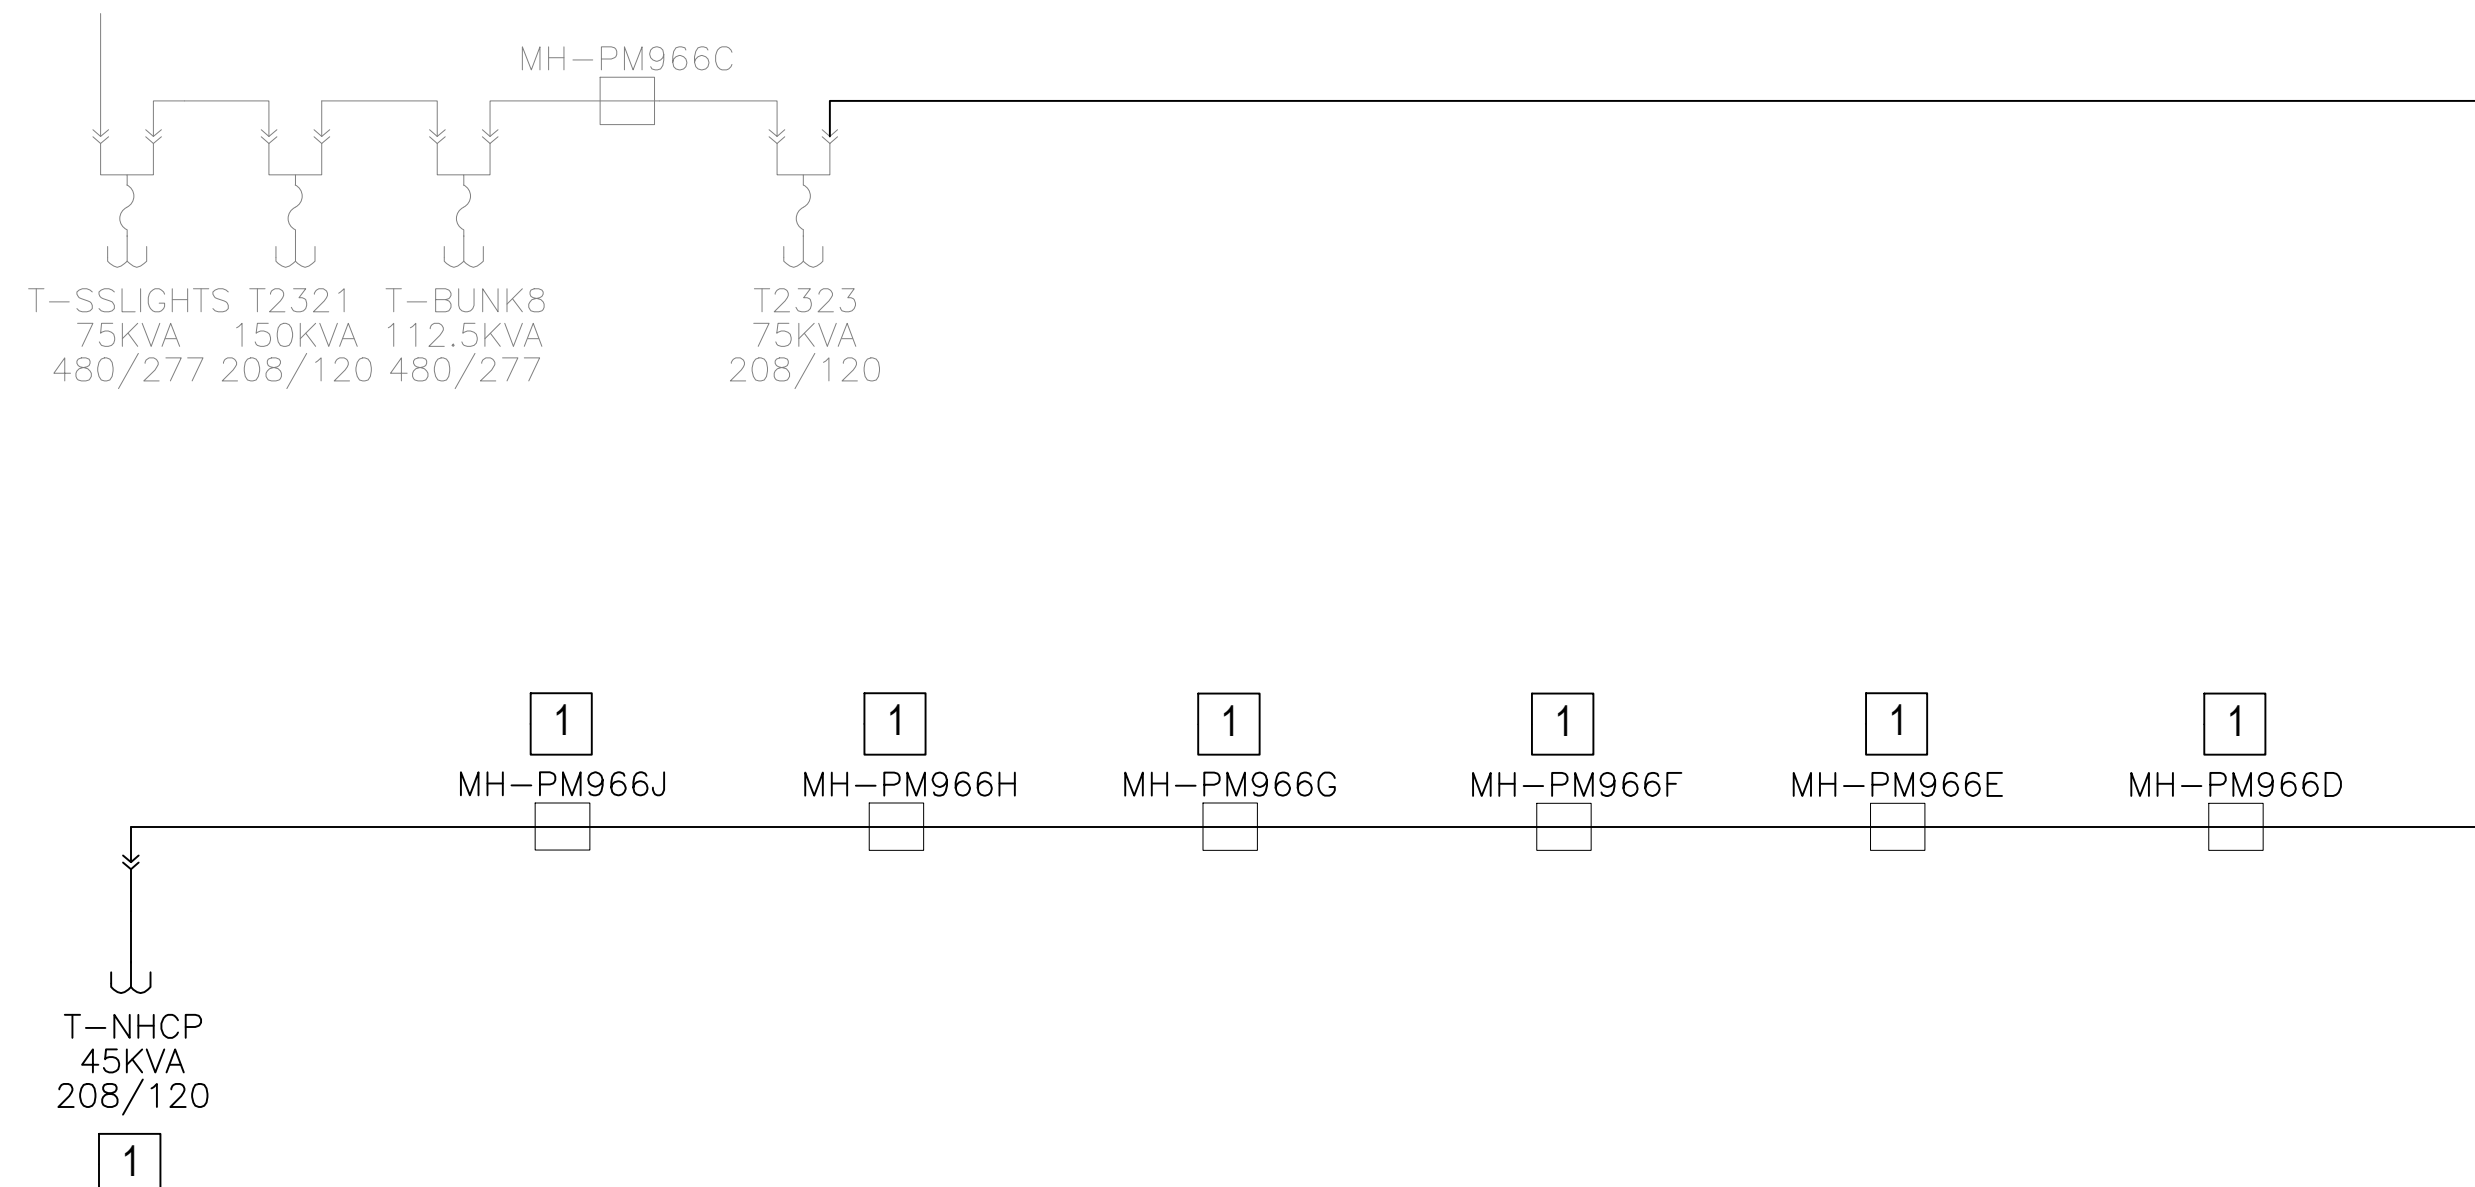 MH-PM966C
T-SSLIGHTS
75KVA
480/277
T2321
150KVA
208/120
T-BUNK8
112.5KVA
480/277
T2323
75KVA
208/120
1
MH-PM966J
1
MH-PM966H
1
MH-PM966G
1
MH-PM966F
1
MH-PM966E
1
MH-PM966D
T-NHCP
45KVA
208/120
1